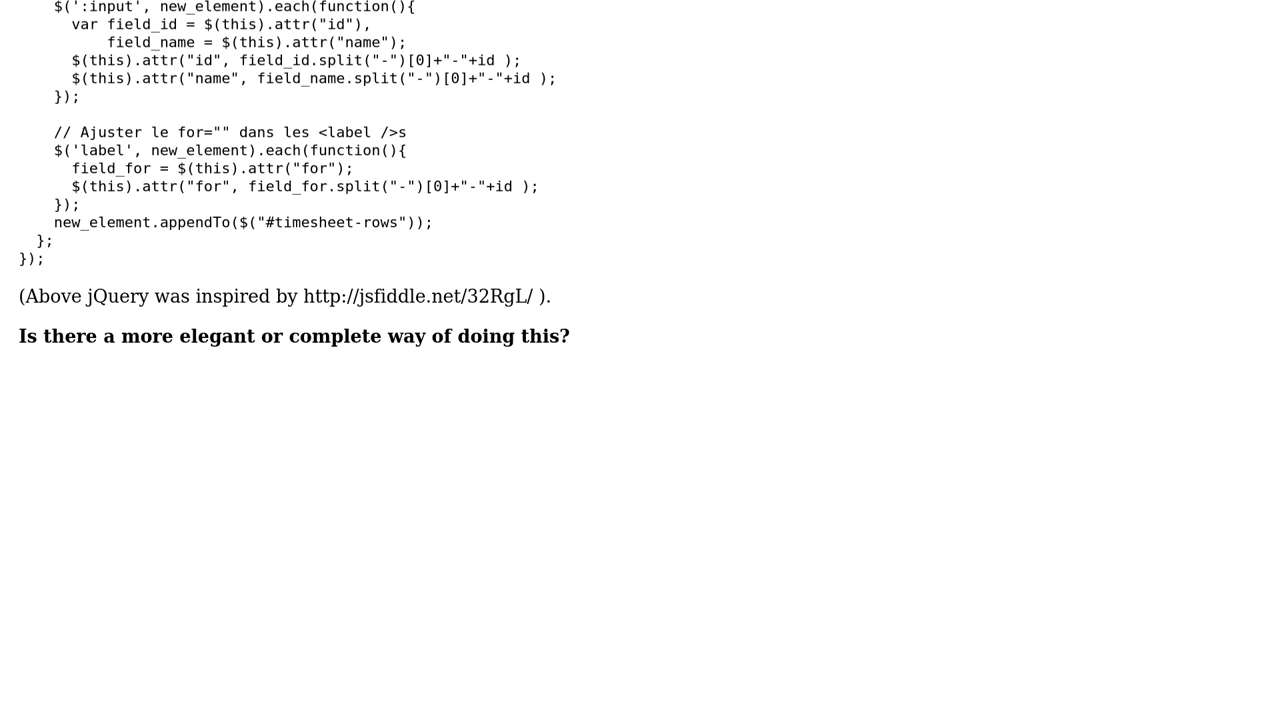 $(':input', new_element).each(function(){
var field_id = $(this).attr("id"),
field_name = $(this).attr("name");
$(this).attr("id", field_id.split("-")[0]+"-"+id );
$(this).attr("name", field_name.split("-")[0]+"-"+id );
});
// Ajuster le for="" dans les <label />s
$('label', new_element).each(function(){
field_for = $(this).attr("for");
$(this).attr("for", field_for.split("-")[0]+"-"+id );
});
new_element.appendTo($("#timesheet-rows"));
};
});
(Above jQuery was inspired by http://jsfiddle.net/32RgL/ ).
Is there a more elegant or complete way of doing this?